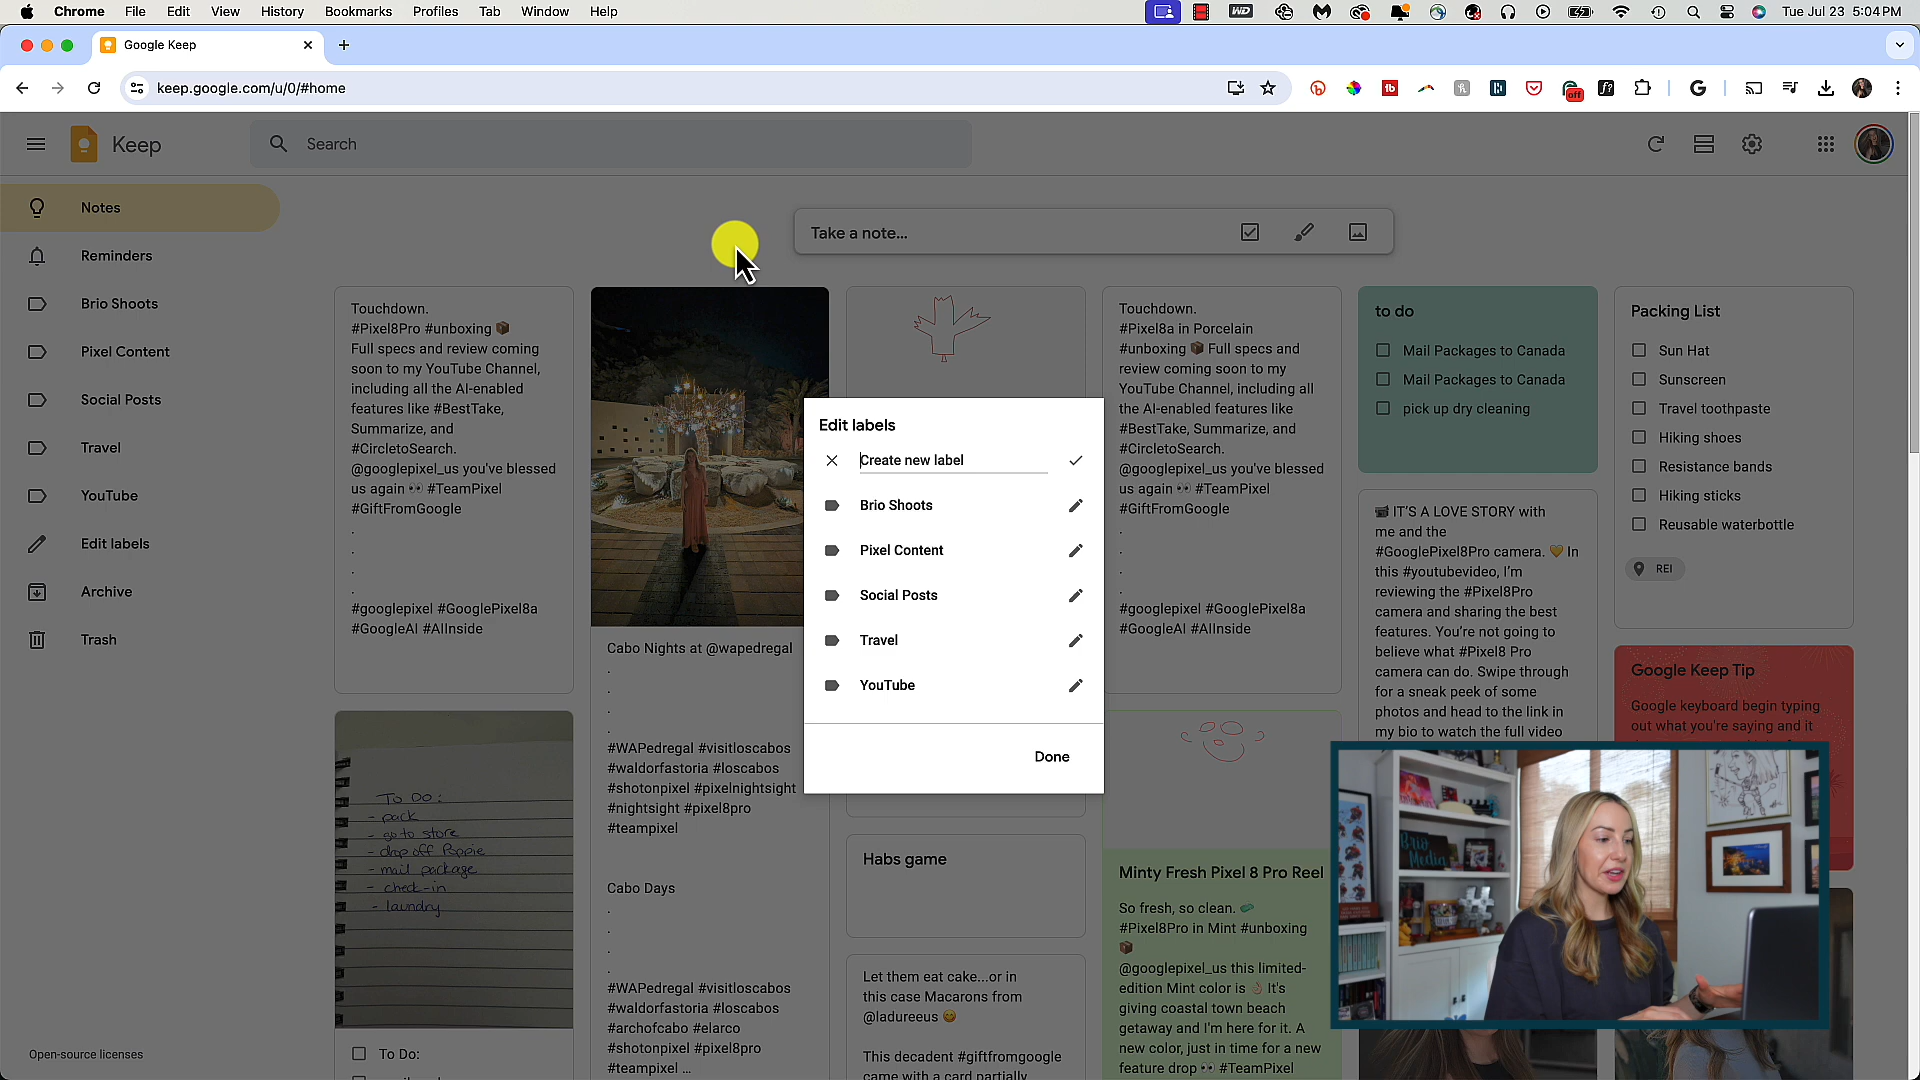 Chrome File Edit View History Bookmarks Profiles Tab Window Help
Tue Jul 23 5:04 PM
Google Keep
keep.google.com/u/0/#home
off
Keep
Search
Notes
Reminders
Brio Shoots
Pixel Content
Social Posts
Travel
YouTube
Edit labels
Archive
Trash
Open-source licenses
Take a note...
Touchdown.
#Pixel8Pro #unboxing 📦
Full specs and review coming
soon to my YouTube Channel,
including all the AI-enabled
features like #BestTake,
Summarize, and
#CircletoSearch.
@googlepixel_us you've blessed
us again 👀 #TeamPixel
#GiftFromGoogle
.
.
.
.
#googlepixel #GooglePixel8a
#GoogleAI #AIInside
To Do:
- pack
- go to store
- drop off Poppie
- mail package
- check-in
- laundry
To Do:
Cabo Nights at @wapedregal
.
.
.
.
#WAPedregal #visitloscabos
#waldorfastoria #loscabos
#shotonpixel #pixelnightsight
#nightsight #pixel8pro
#teampixel
Cabo Days
.
.
.
.
#WAPedregal #visitloscabos
#waldorfastoria #loscabos
#archofcabo #elarco
#shotonpixel #pixel8pro
#teampixel ...
Edit labels
Create new label
Brio Shoots
Pixel Content
Social Posts
Travel
YouTube
Done
Habs game
Let them eat cake...or in
this case Macarons from
@ladureeus 😋
This decadent #giftfromgoogle
came with a card partially
Touchdown.
#Pixel8a in Porcelain
#unboxing 📦 Full specs and
review coming soon to my
YouTube Channel, including all
the AI-enabled features like
#BestTake, Summarize, and
#CircletoSearch.
@googlepixel_us you've blessed
us again 👀 #TeamPixel
#GiftFromGoogle
.
.
.
.
#googlepixel #GooglePixel8a
#GoogleAI #AIInside
Minty Fresh Pixel 8 Pro Reel
So fresh, so clean. 🧼
#Pixel8Pro in Mint #unboxing
📦
@googlepixel_us this limited-
edition Mint color is 👌 It's
giving coastal town beach
getaway and I'm here for it. A
new color, just in time for a new
feature drop 👀 #TeamPixel
to do
Mail Packages to Canada
Mail Packages to Canada
pick up dry cleaning
📹 IT'S A LOVE STORY with
me and the
#GooglePixel8Pro camera. 💛 In
this #youtubevideo, I'm
reviewing the #Pixel8Pro
camera and sharing the best
features. You're not going to
believe what #Pixel8 Pro
camera can do. Swipe through
for a sneak peek of some
photos and head to the link in
my bio to watch the full video
Packing List
Sun Hat
Sunscreen
Travel toothpaste
Hiking shoes
Resistance bands
Hiking sticks
Reusable waterbottle
REI
Google Keep Tip
Google keyboard begin typing
out what you're saying and it
Brio
Media